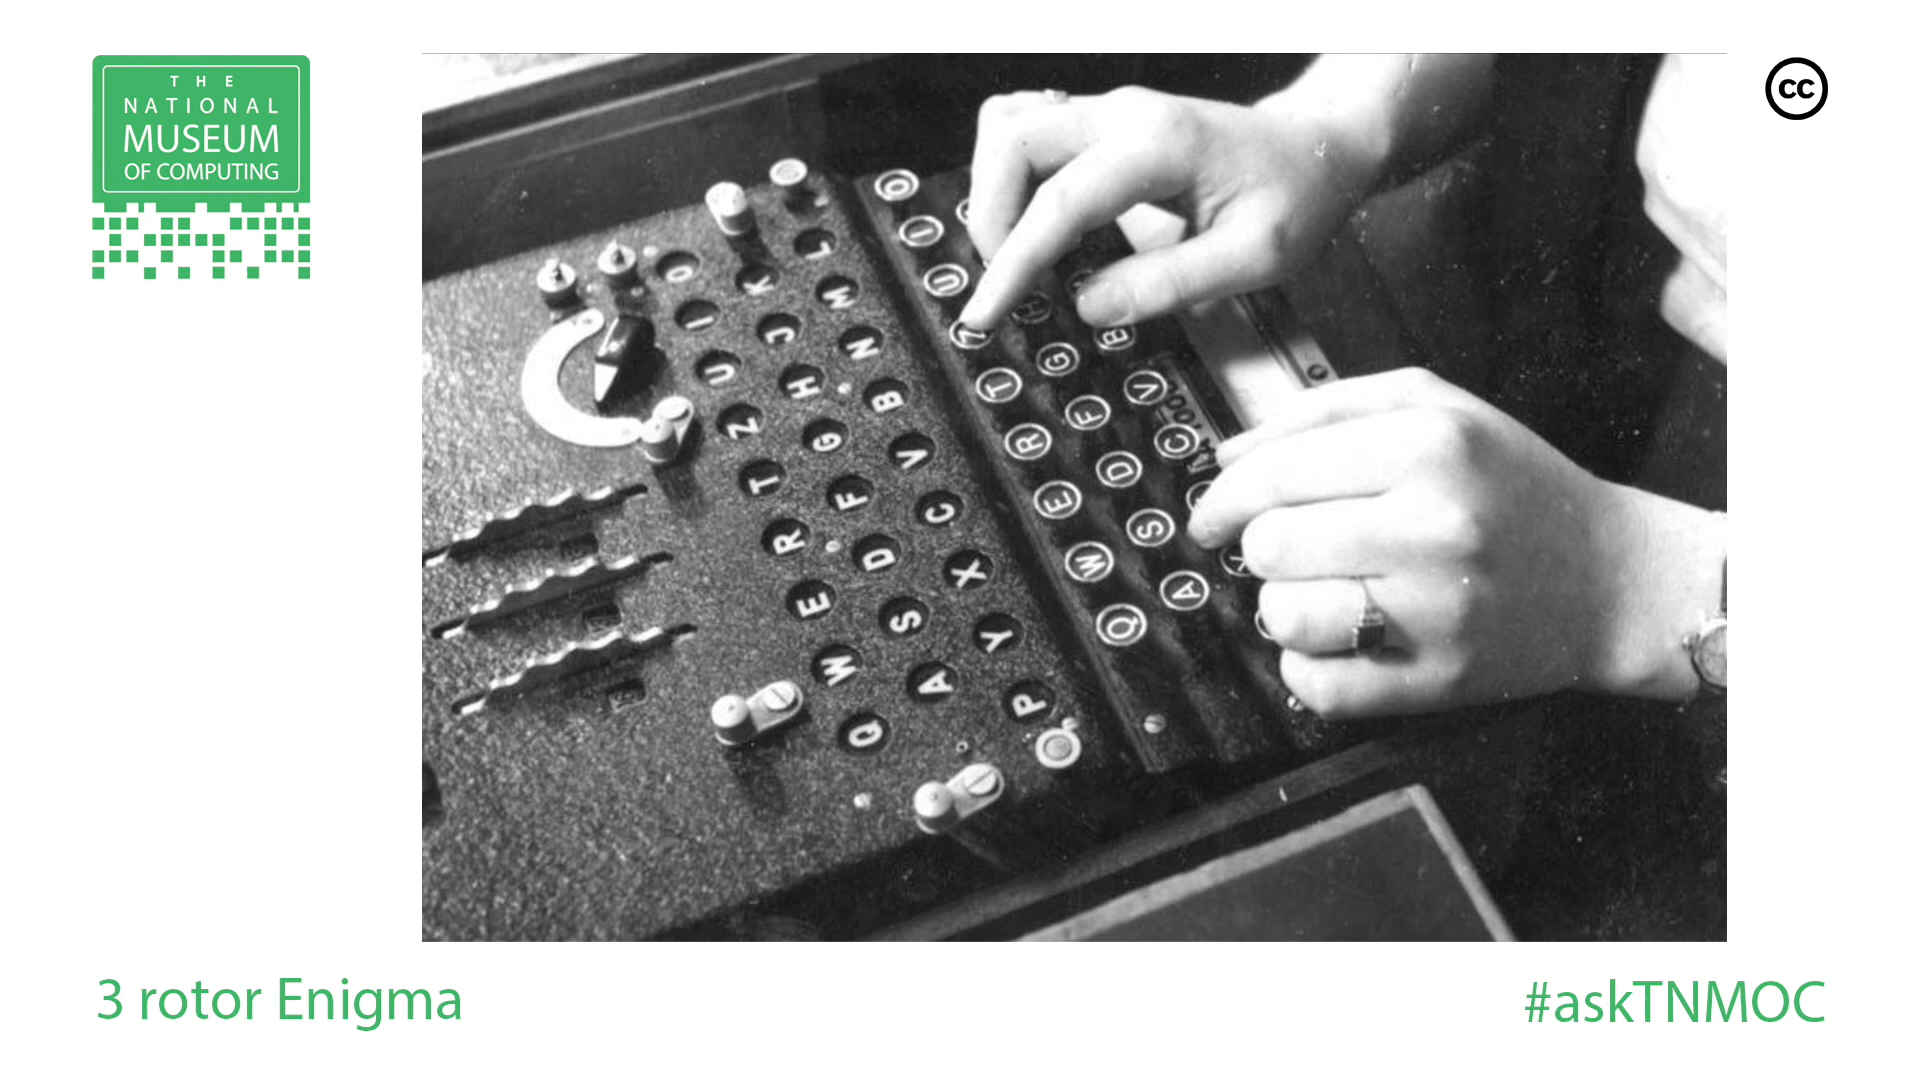 THE
NATIONAL
MUSEUM
OF COMPUTING
cc
Q W E R T Z U I O
A S D F G H J K
P Y X C V B N M L
Q W E R T Z U I O
A S D F G H
X C V B
3 rotor Enigma
#askTNMOC